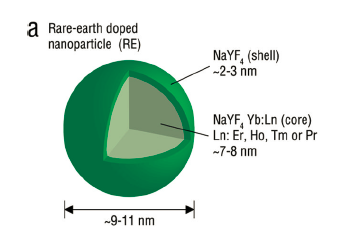 a Rare-earth doped
nanoparticle (RE)
NaYF₄ (shell)
~2-3 nm
NaYF₄ Yb:Ln (core)
Ln: Er, Ho, Tm or Pr
~7-8 nm
~9-11 nm